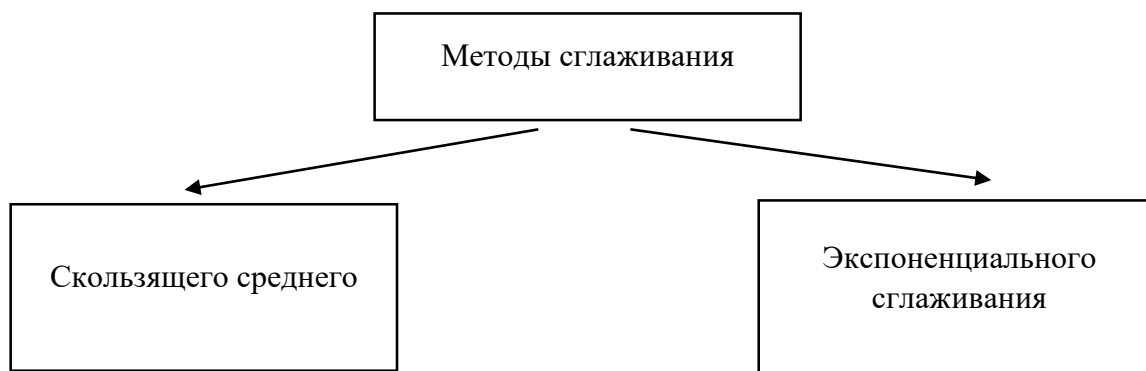 Методы сглаживания
Скользящего среднего
Экспоненциального
сглаживания